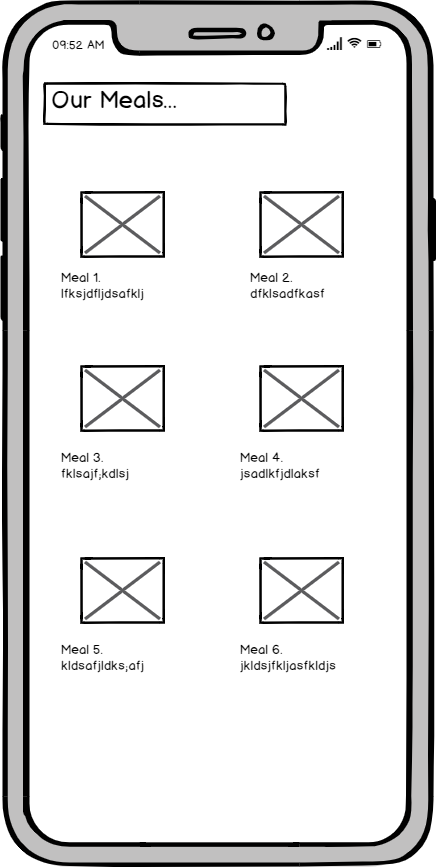 09:52 AM
Our Meals...
Meal 1.
lfksjdfljdsafklj
Meal 2.
dfklsadfkasf
Meal 3.
fklsajf;kdlsj
Meal 4.
jsadlkfjdlaksf
Meal 5.
kldsafjldks;afj
Meal 6.
jkldsjfkljasfkldjs